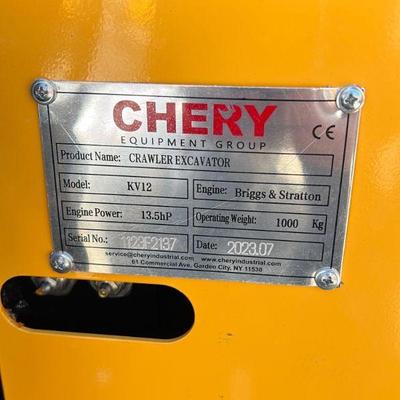 CHERY
EQUIPMENT GROUP
CE
Product Name: CRAWLER EXCAVATOR
Model: KV12 Engine: Briggs & Stratton
Engine Power: 13.5hP Operating Weight: 1000 Kg
Serial No.: 1123F2137 Date: 2023.07
service@cheryindustrial.com www.cheryindustrial.com
61 Commercial Ave, Garden City, NY 11530